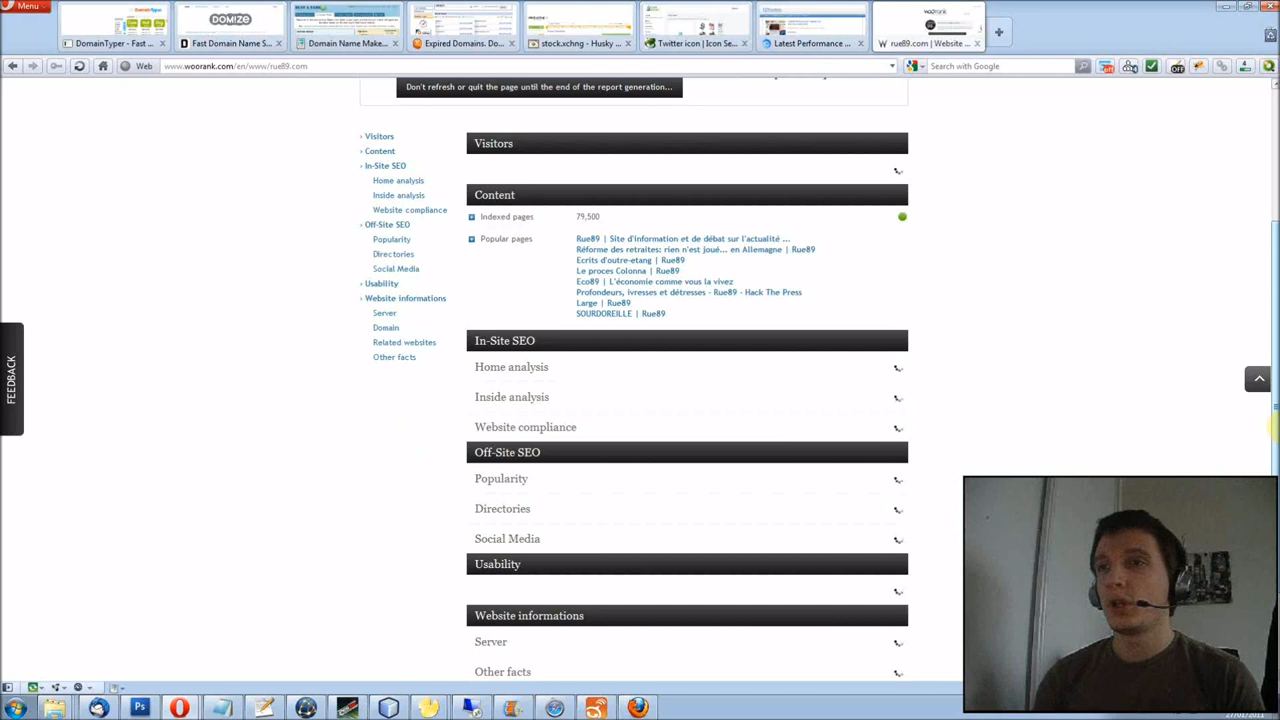 Menu
DomainTyper - Fast ...
DOMIZE
Fast Domain Name S...
Domain Name Make...
Expired Domains. Do...
stock.xchng - Husky ...
Twitter icon | Icon Se...
Latest Performance ...
woorank
rue89.com | Website ...
Web
www.woorank.com/en/www/rue89.com
Search with Google
Don't refresh or quit the page until the end of the report generation...
Visitors
Content
In-Site SEO
Home analysis
Inside analysis
Website compliance
Off-Site SEO
Popularity
Directories
Social Media
Usability
Website informations
Server
Domain
Related websites
Other facts
Visitors
Content
Indexed pages 79,500
Popular pages Rue89 | Site d'information et de débat sur l'actualité ...
Réforme des retraites: rien n'est joué... en Allemagne | Rue89
Ecrits d'outre-etang | Rue89
Le proces Colonna | Rue89
Eco89 | L'économie comme vous la vivez
Profondeurs, ivresses et détresses - Rue89 - Hack The Press
Large | Rue89
SOURDOREILLE | Rue89
In-Site SEO
Home analysis
Inside analysis
Website compliance
Off-Site SEO
Popularity
Directories
Social Media
Usability
Website informations
Server
Other facts
FEEDBACK
Ps
27/01/2011